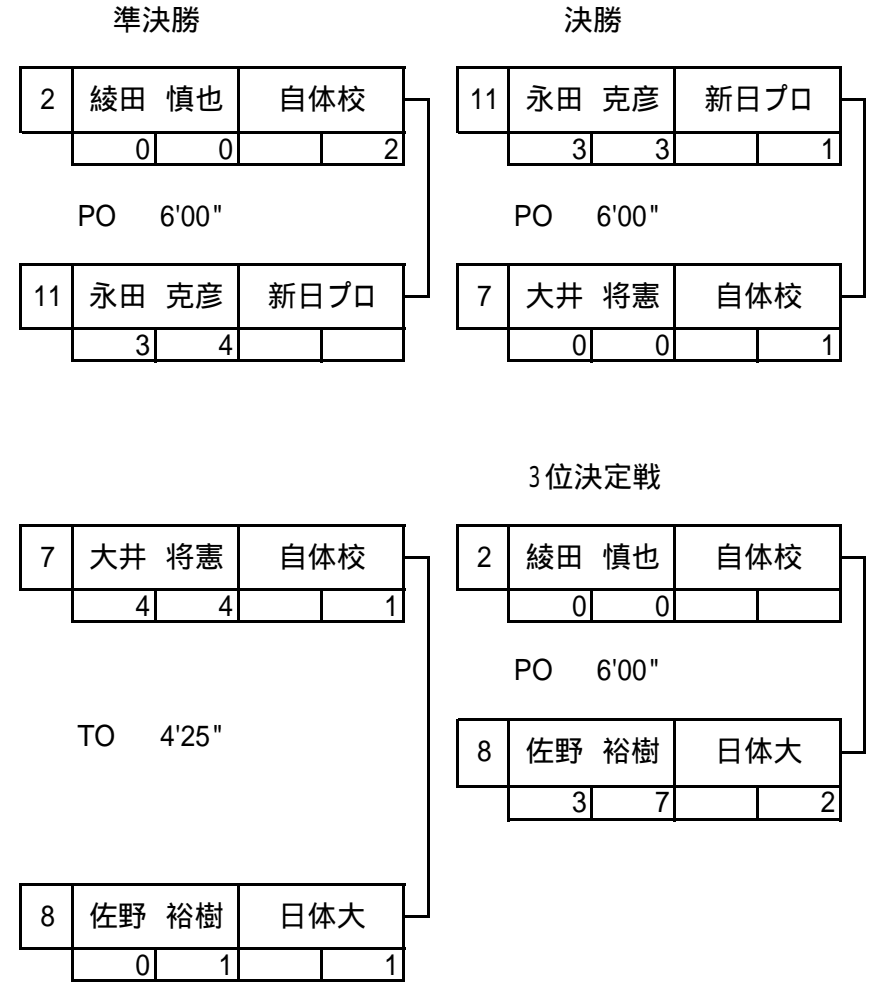 準決勝
2 綾田 慎也 自体校
0 0 2
PO 6'00"
11 永田 克彦 新日プロ
3 4
7 大井 将憲 自体校
4 4 1
TO 4'25"
8 佐野 裕樹 日体大
0 1 1
決勝
11 永田 克彦 新日プロ
3 3 1
PO 6'00"
7 大井 将憲 自体校
0 0 1
3位決定戦
2 綾田 慎也 自体校
0 0
PO 6'00"
8 佐野 裕樹 日体大
3 7 2